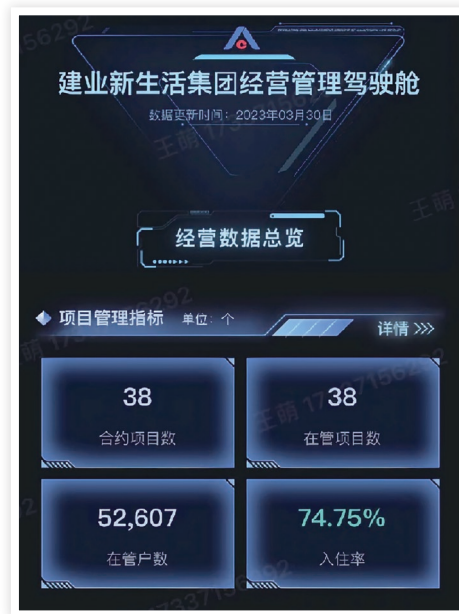 建业新生活集团经营管理驾驶舱
数据更新时间：2023年03月30日
经营数据总览
项目管理指标 单位：个 详情 >>>
38 38
合约项目数 在管项目数
52,607 74.75%
在管户数 入住率
王萌 17337156292